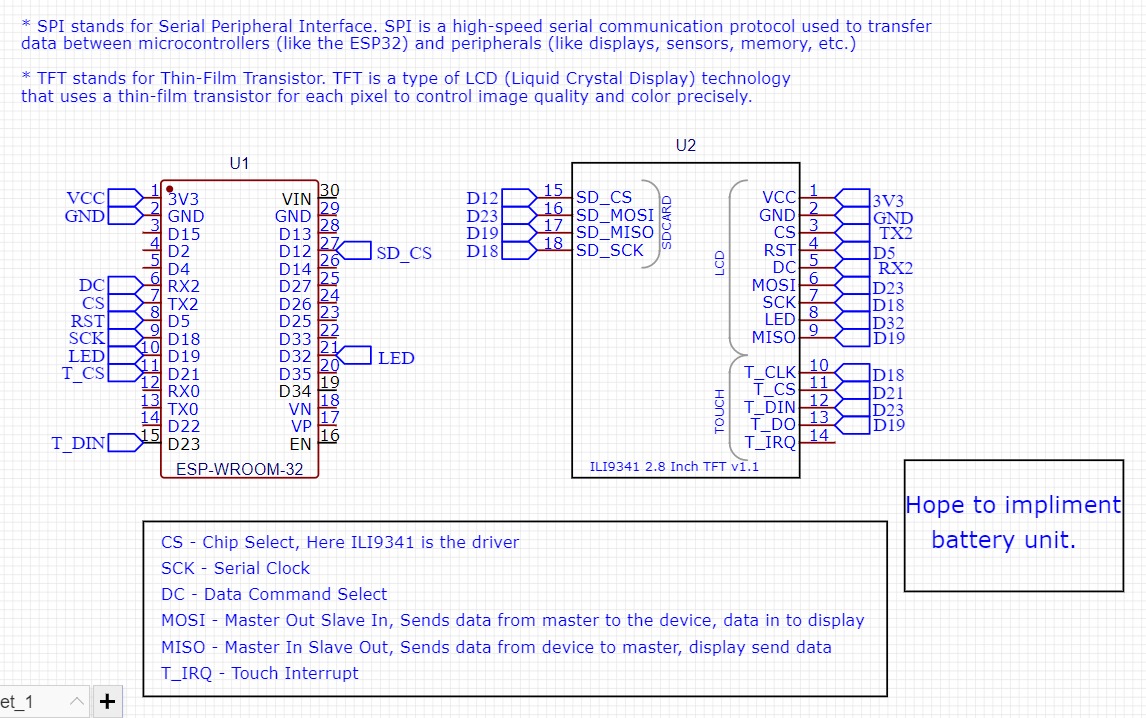 * SPI stands for Serial Peripheral Interface. SPI is a high-speed serial communication protocol used to transfer
data between microcontrollers (like the ESP32) and peripherals (like displays, sensors, memory, etc.)
* TFT stands for Thin-Film Transistor. TFT is a type of LCD (Liquid Crystal Display) technology
that uses a thin-film transistor for each pixel to control image quality and color precisely.
U1
VCC 1 3V3 VIN 30
GND 2 GND GND 29
3 D15 D13 28
4 D2 D12 27 SD_CS
5 D4 D14 26
DC 6 RX2 D27 25
CS 7 TX2 D26 24
RST 8 D5 D25 23
SCK 9 D18 D33 22
LED 10 D19 D32 21 LED
T_CS 11 D21 D35 20
12 RX0 D34 19
13 TX0 VN 18
14 D22 VP 17
T_DIN 15 D23 EN 16
ESP-WROOM-32
U2
D12 15 SD_CS
D23 16 SD_MOSI
D19 17 SD_MISO
D18 18 SD_SCK
SDCARD
LCD
VCC 1 3V3
GND 2 GND
CS 3 TX2
RST 4 D5
DC 5 RX2
MOSI 6 D23
SCK 7 D18
LED 8 D32
MISO 9 D19
TOUCH
T_CLK 10 D18
T_CS 11 D21
T_DIN 12 D23
T_DO 13 D19
T_IRQ 14
ILI9341 2.8 Inch TFT v1.1
Hope to impliment
battery unit.
CS - Chip Select, Here ILI9341 is the driver
SCK - Serial Clock
DC - Data Command Select
MOSI - Master Out Slave In, Sends data from master to the device, data in to display
MISO - Master In Slave Out, Sends data from device to master, display send data
T_IRQ - Touch Interrupt
et_1